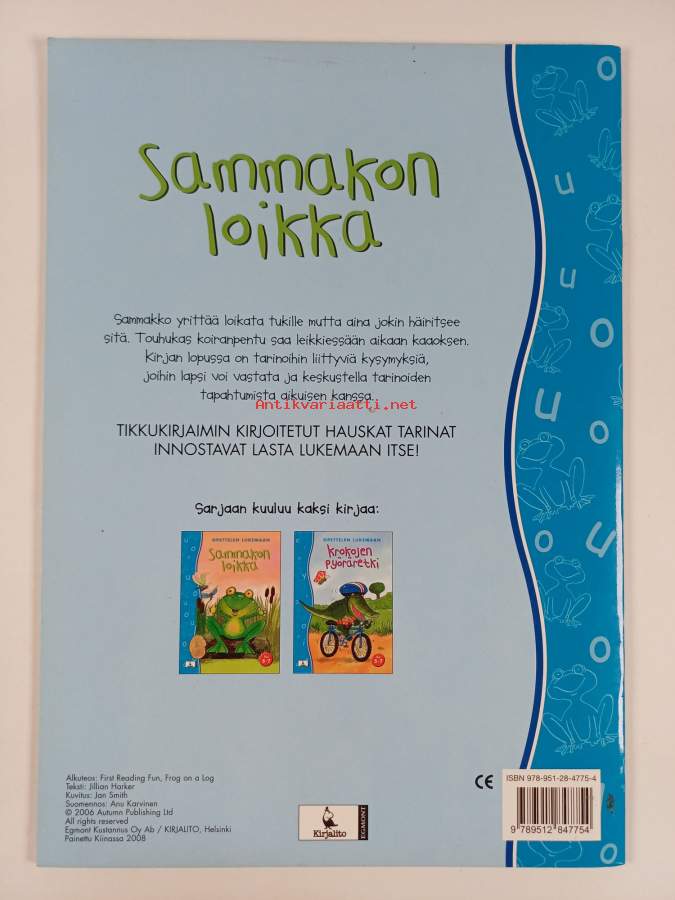 Sammakon
loikka
Sammakko yrittää loikata tukille mutta aina jokin häiritsee
sitä. Touhukas koiranpentu saa leikkiessään aikaan kaaoksen.
Kirjan lopussa on tarinoihin liittyviä kysymyksiä,
joihin lapsi voi vastata ja keskustella tarinoiden
tapahtumista aikuisen kanssa.
Antikvariaatti.net
TIKKUKIRJAIMIN KIRJOITETUT HAUSKAT TARINAT
INNOSTAVAT LASTA LUKEMAAN ITSE!
Sarjaan kuuluu kaksi kirjaa:
OPETTELEN LUKEMAAN
Sammakon
loikka
OPETTELEN LUKEMAAN
Krokojen
pyöräretki
Alkuteos: First Reading Fun, Frog on a Log
Teksti: Jillian Harker
Kuvitus: Jan Smith
Suomennos: Anu Karvinen
© 2006 Autumn Publishing Ltd
All rights reserved
Egmont Kustannus Oy Ab / KIRJALITO, Helsinki
Painettu Kiinassa 2008
Kirjalito
EGMONT
CE
ISBN 978-951-28-4775-4
9 789512 847754
o
u
u
o
u
o
u
o
o